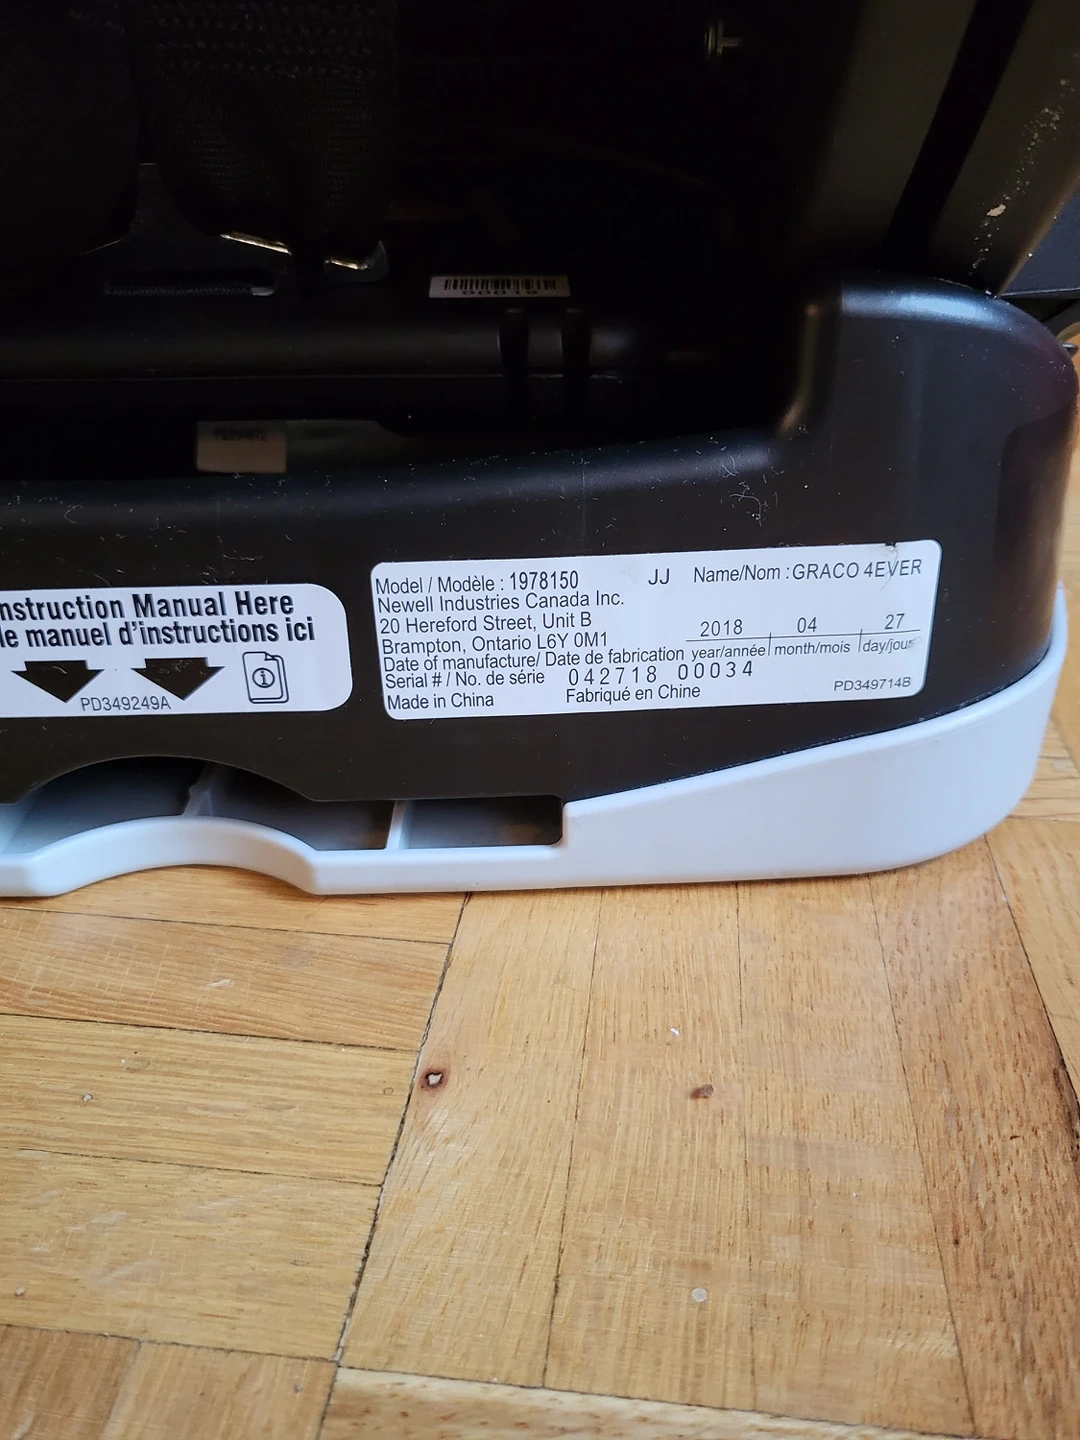 nstruction Manual Here
le manuel d'instructions ici
PD349249A
Model / Modèle : 1978150 JJ Name/Nom : GRACO 4EVER
Newell Industries Canada Inc.
20 Hereford Street, Unit B
Brampton, Ontario L6Y 0M1
2018 04 27
Date of manufacture/ Date de fabrication year/année month/mois day/jour
Serial # / No. de série 042718 00034
Made in China Fabriqué en Chine PD349714B